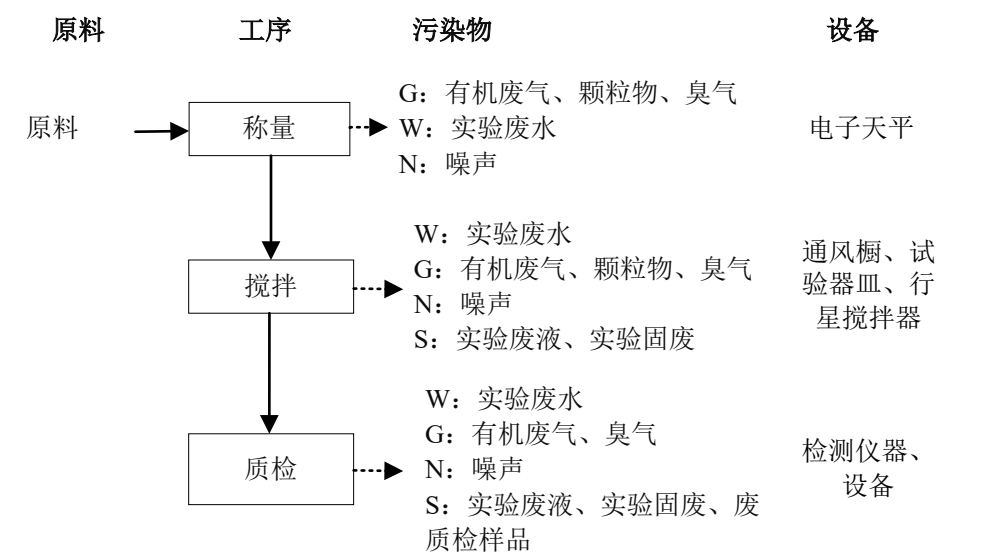 原料 工序 污染物 设备
G：有机废气、颗粒物、臭气
原料 称量 W：实验废水 电子天平
N：噪声
W：实验废水
G：有机废气、颗粒物、臭气
搅拌
N：噪声
S：实验废液、实验固废
通风橱、试
验器皿、行
星搅拌器
W：实验废水
G：有机废气、臭气
质检
N：噪声
S：实验废液、实验固废、废
质检样品
检测仪器、
设备